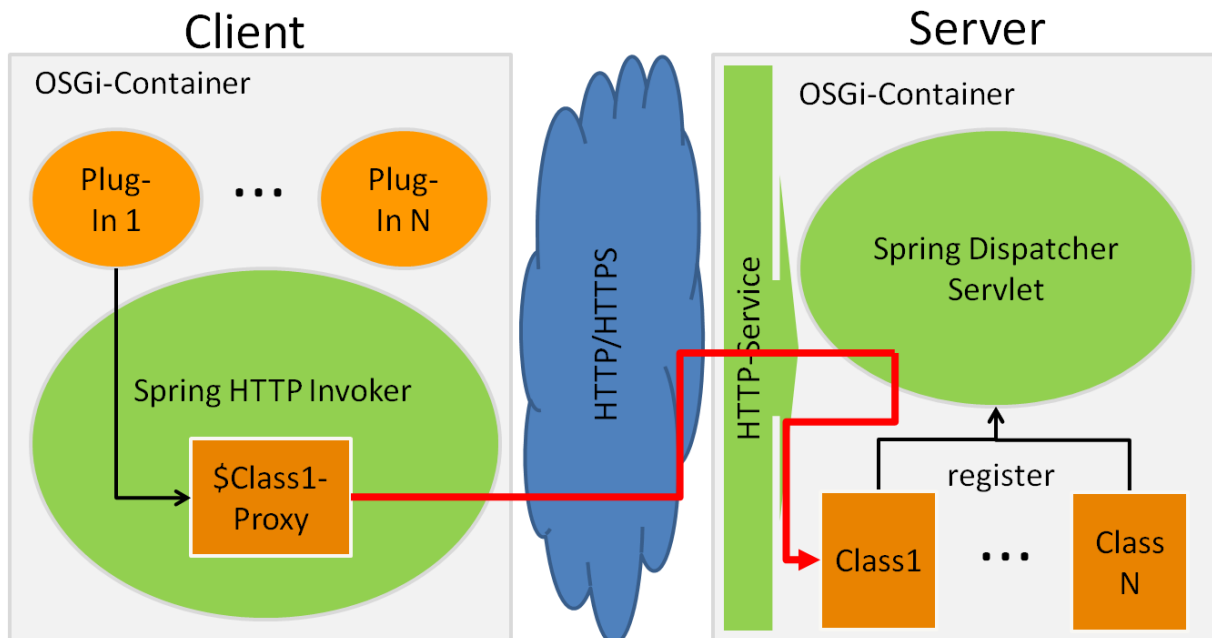 Client
OSGi-Container
Plug-
In 1
...
Plug-
In N
Spring HTTP Invoker
$Class1-
Proxy
HTTP/HTTPS
Server
HTTP-Service
OSGi-Container
Spring Dispatcher
Servlet
register
Class1
...
Class
N